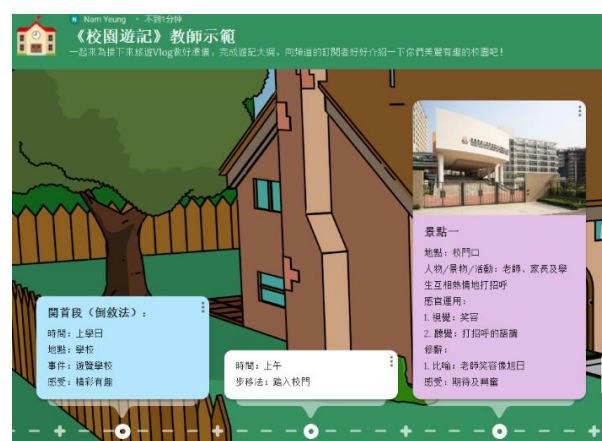 N Nam Yeung · 不到1分钟
《校園遊記》教師示範
一起來為接下來旅遊Vlog做好準備,完成遊記大綱,向頻道的訂閱者好好介紹一下你們美麗有趣的校園吧!
開首段(倒敘法):
時間:上學日
地點:學校
事件:遊覽學校
感受:精彩有趣
時間:上午
步移法:踏入校門
景點一
地點:校門口
人物/景物/活動:老師、家長及學
生互相熱情地打招呼
感官運用:
1. 視覺:笑容
2. 聽覺:打招呼的語調
修辭:
1. 比喻:老師笑容像旭日
感受:期待及興奮